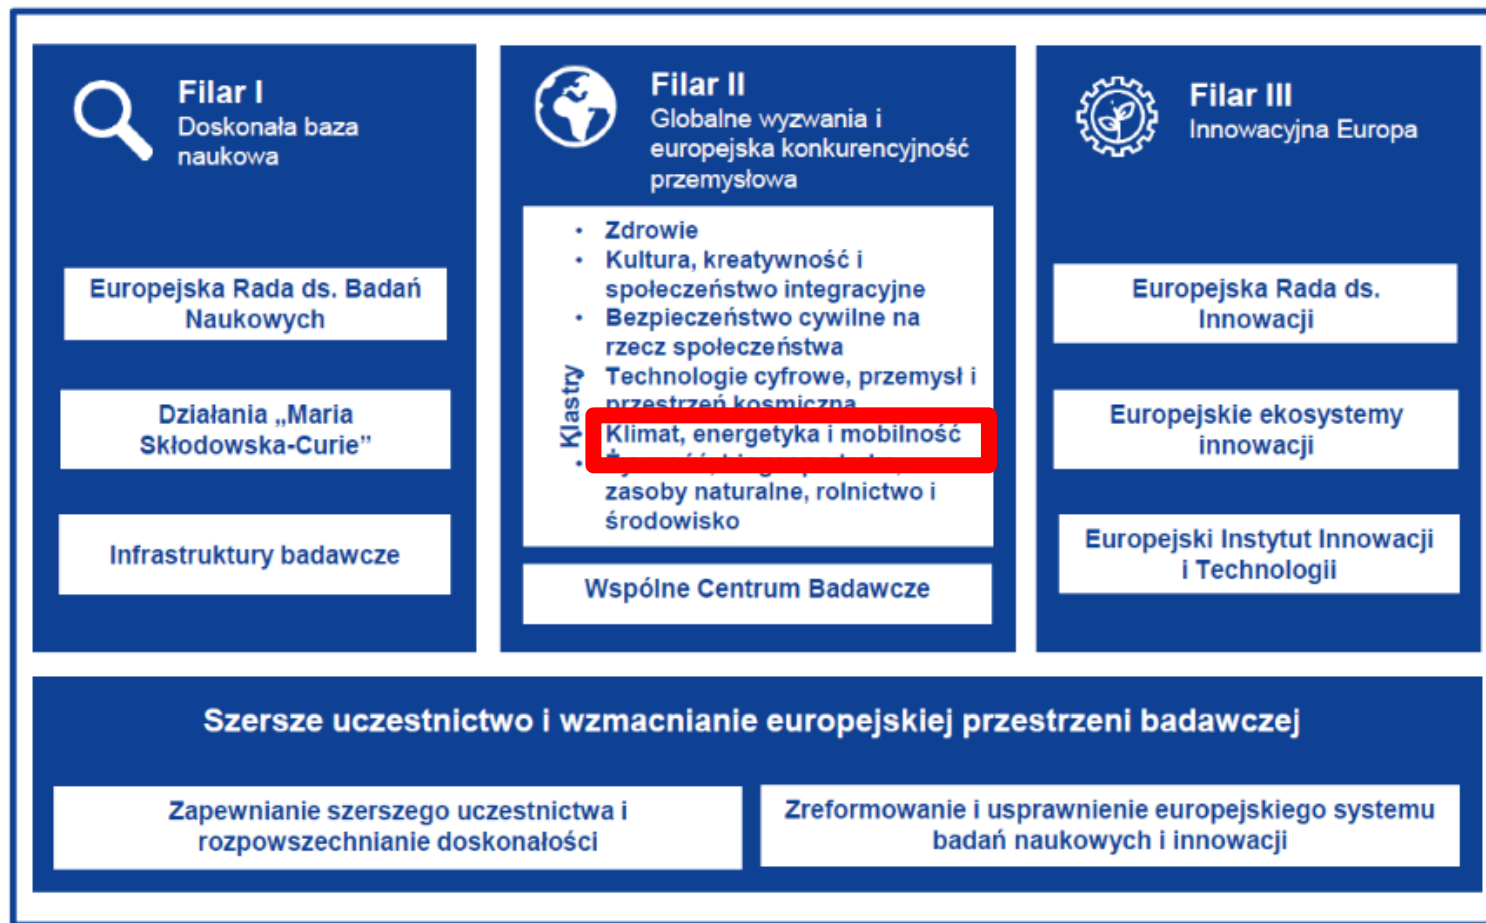 Filar I
Doskonała baza
naukowa
Europejska Rada ds. Badań
Naukowych
Działania „Maria
Skłodowska-Curie”
Infrastruktury badawcze
Filar II
Globalne wyzwania i
europejska konkurencyjność
przemysłowa
Klastry
• Zdrowie
• Kultura, kreatywność i
społeczeństwo integracyjne
• Bezpieczeństwo cywilne na
rzecz społeczeństwa
• Technologie cyfrowe, przemysł i
przestrzeń kosmiczna
• Klimat, energetyka i mobilność
•
zasoby naturalne, rolnictwo i
środowisko
Wspólne Centrum Badawcze
Filar III
Innowacyjna Europa
Europejska Rada ds.
Innowacji
Europejskie ekosystemy
innowacji
Europejski Instytut Innowacji
i Technologii
Szersze uczestnictwo i wzmacnianie europejskiej przestrzeni badawczej
Zapewnianie szerszego uczestnictwa i
rozpowszechnianie doskonałości
Zreformowanie i usprawnienie europejskiego systemu
badań naukowych i innowacji